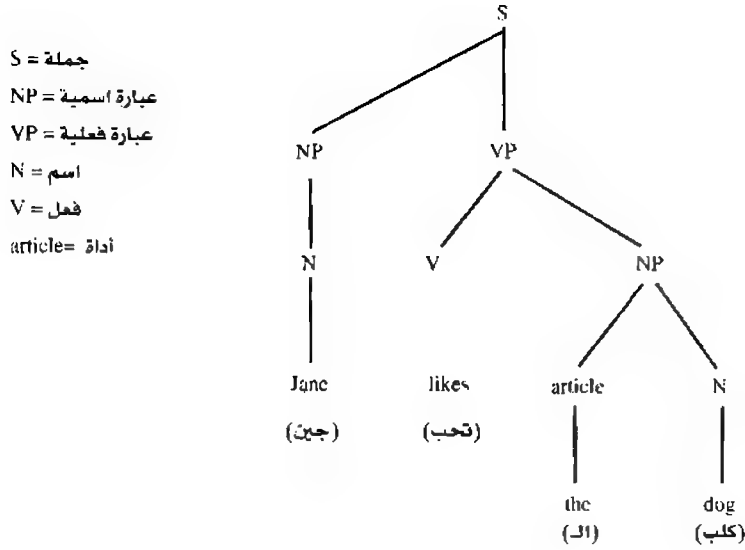 S
S = جملة
NP = عبارة اسمية
VP = عبارة فعلية
N = اسم
V = فعل
article= أداة
NP VP
N V NP
Jane likes article N
(جين) (تحب)
the dog
(الـ) (كلب)